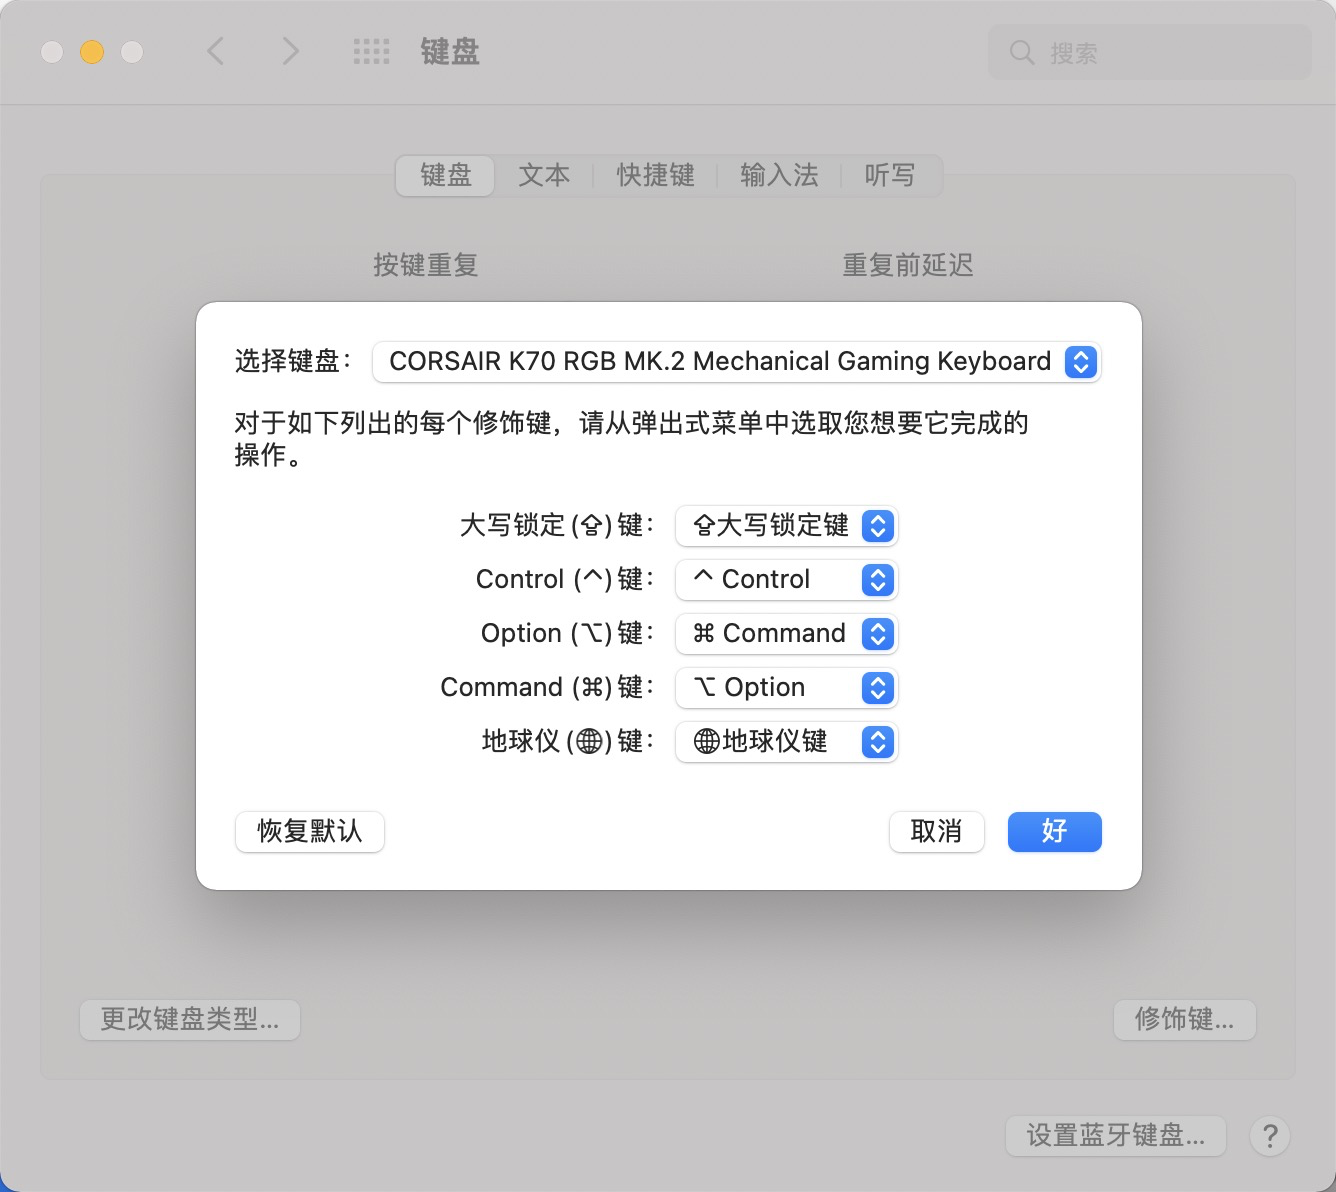 键盘
搜索
键盘 文本 快捷键 输入法 听写
按键重复 重复前延迟
选择键盘： CORSAIR K70 RGB MK.2 Mechanical Gaming Keyboard
对于如下列出的每个修饰键，请从弹出式菜单中选取您想要它完成的
操作。
大写锁定 (⇪) 键： ⇪大写锁定键
Control (^) 键： ^ Control
Option (⌥) 键： ⌘ Command
Command (⌘) 键： ⌥ Option
地球仪 (🌐) 键： 🌐地球仪键
恢复默认 取消 好
更改键盘类型... 修饰键...
设置蓝牙键盘... ?